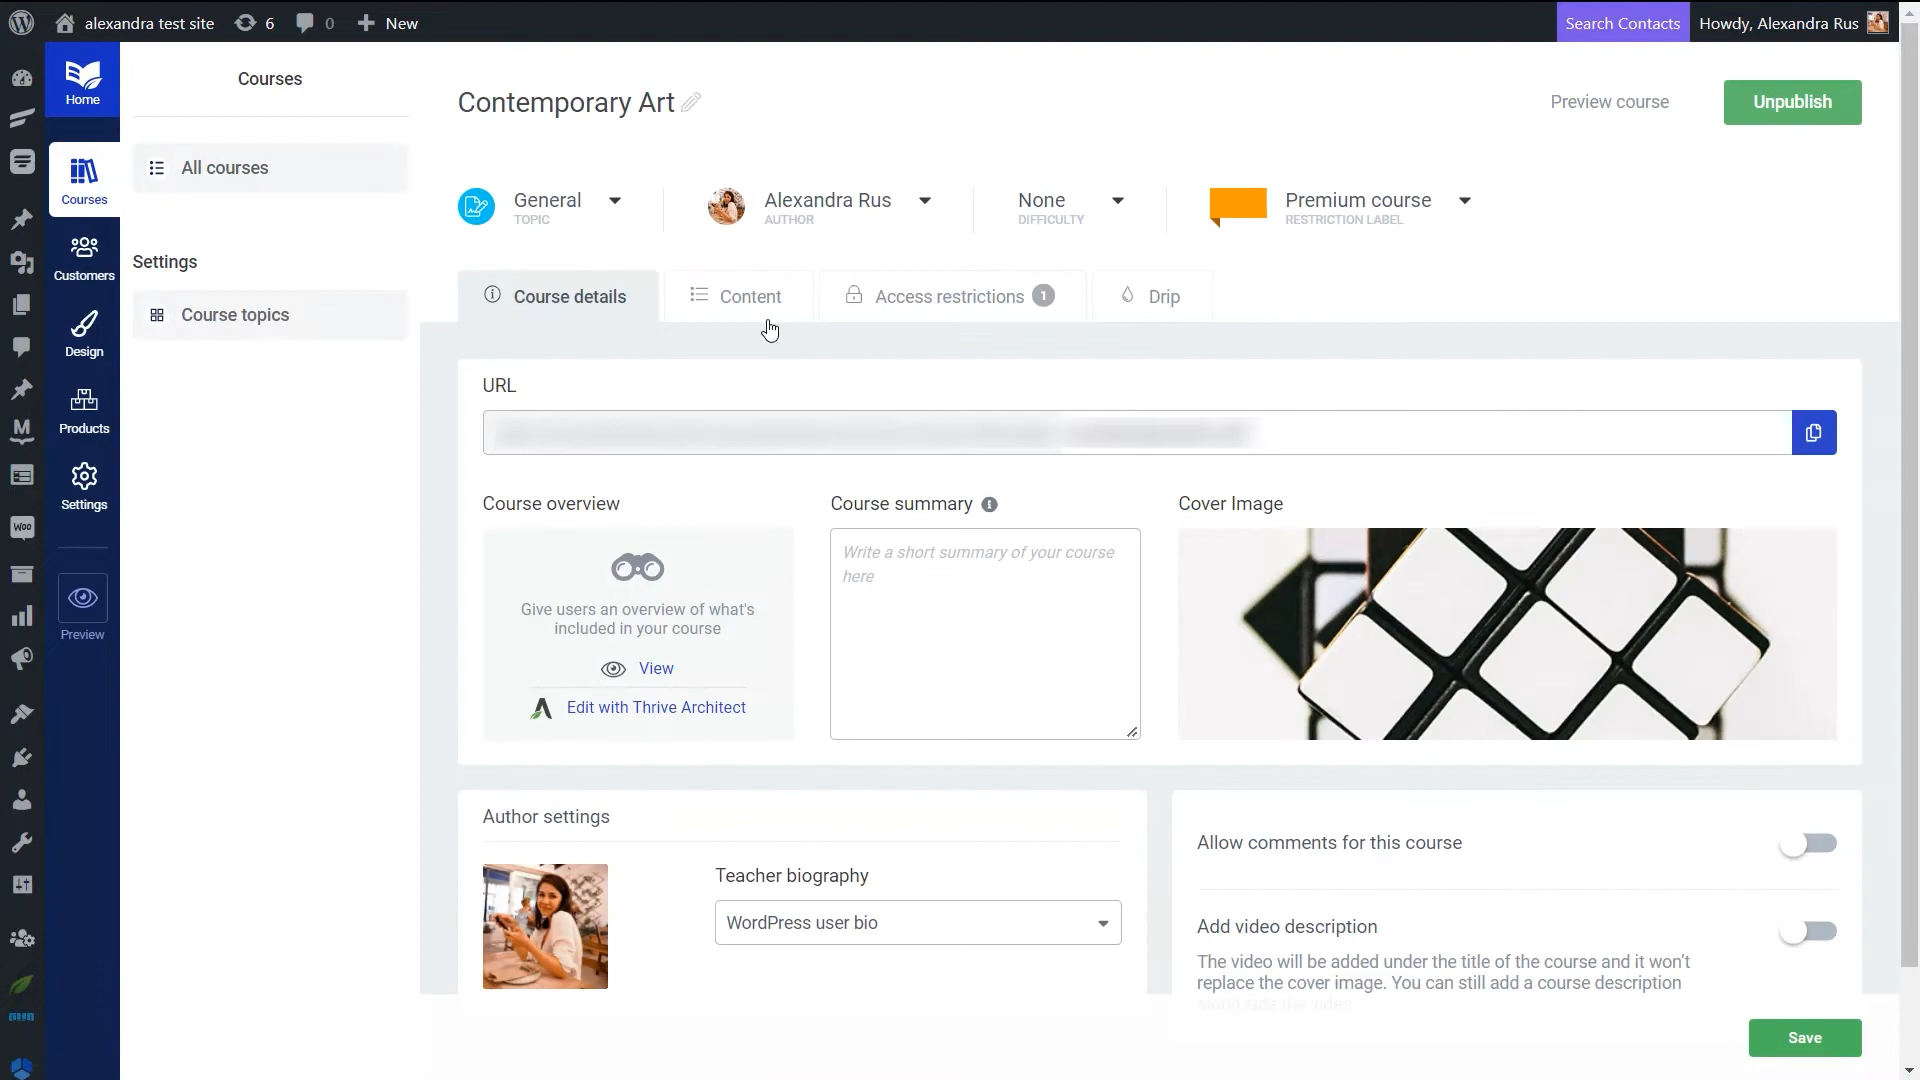 alexandra test site
6
0
New
Search Contacts
Howdy, Alexandra Rus
Home
Courses
Customers
Design
Products
Settings
Preview
M
Woo
Courses
All courses
Settings
Course topics
Contemporary Art
Preview course
Unpublish
General
TOPIC
Alexandra Rus
AUTHOR
None
DIFFICULTY
Premium course
RESTRICTION LABEL
Course details
Content
Access restrictions 1
Drip
URL
Course overview
Give users an overview of what's
included in your course
View
Edit with Thrive Architect
Course summary
Write a short summary of your course
here
Cover Image
Author settings
Teacher biography
WordPress user bio
Allow comments for this course
Add video description
The video will be added under the title of the course and it won't
replace the cover image. You can still add a course description
along side the video.
Save